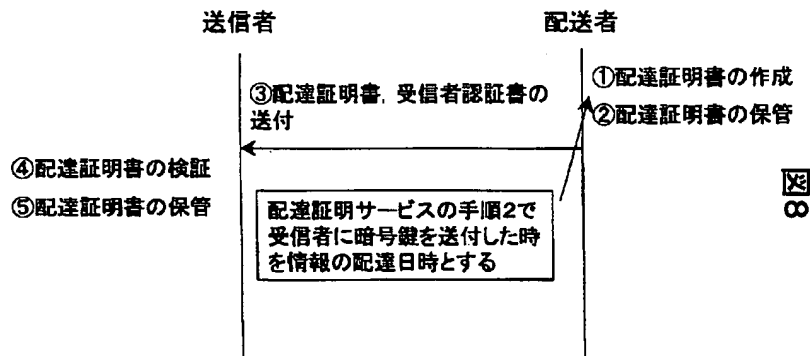 送信者
配送者
①配達証明書の作成
②配達証明書の保管
③配達証明書, 受信者認証書の
送付
④配達証明書の検証
⑤配達証明書の保管
配達証明サービスの手順2で
受信者に暗号鍵を送付した時
を情報の配達日時とする
図8